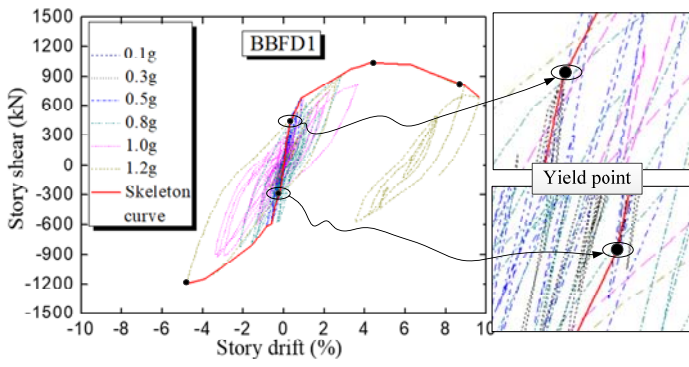 BBFD1
0.1g
0.3g
0.5g
0.8g
1.0g
1.2g
Skeleton
curve
Story shear (kN)
1500
1200
900
600
300
0
-300
-600
-900
-1200
-1500
-10 -8 -6 -4 -2 0 2 4 6 8 10
Story drift (%)
Yield point